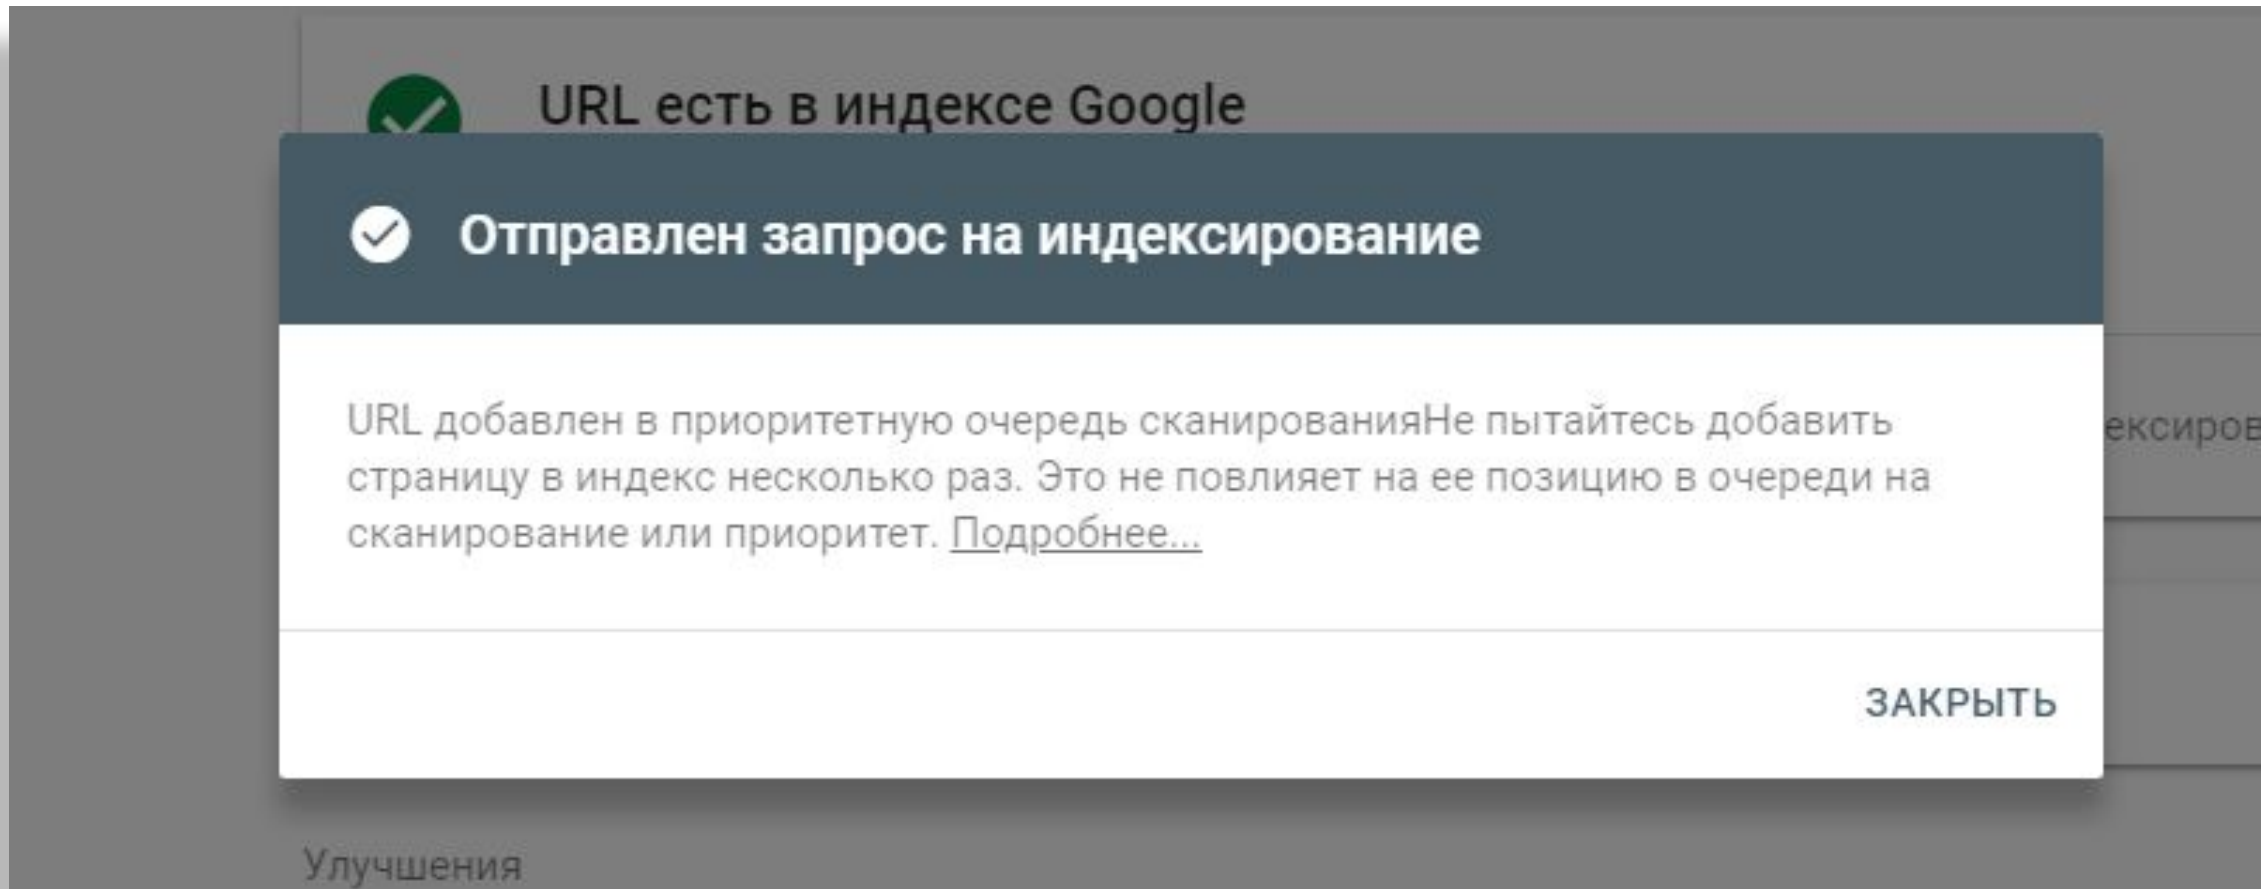 URL есть в индексе Google
Отправлен запрос на индексирование
URL добавлен в приоритетную очередь сканированияНе пытайтесь добавить
страницу в индекс несколько раз. Это не повлияет на ее позицию в очереди на
сканирование или приоритет. Подробнее...
ексиров
ЗАКРЫТЬ
Улучшения